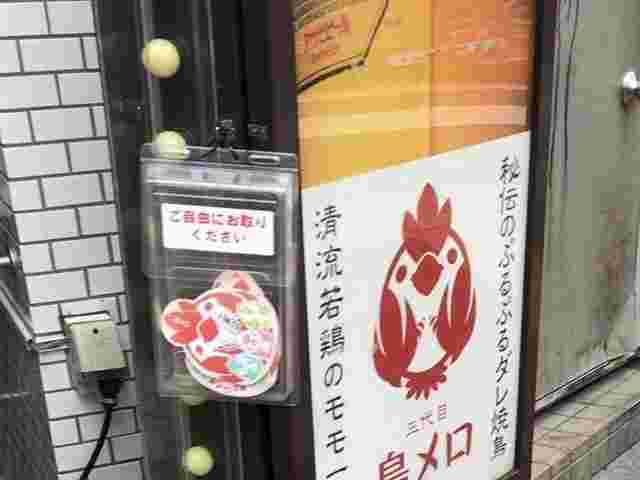 ご自由にお取り
ください
秘伝のぷるぷるダレ焼鳥
清流若鶏のモモ一
三代目
鳥メロ